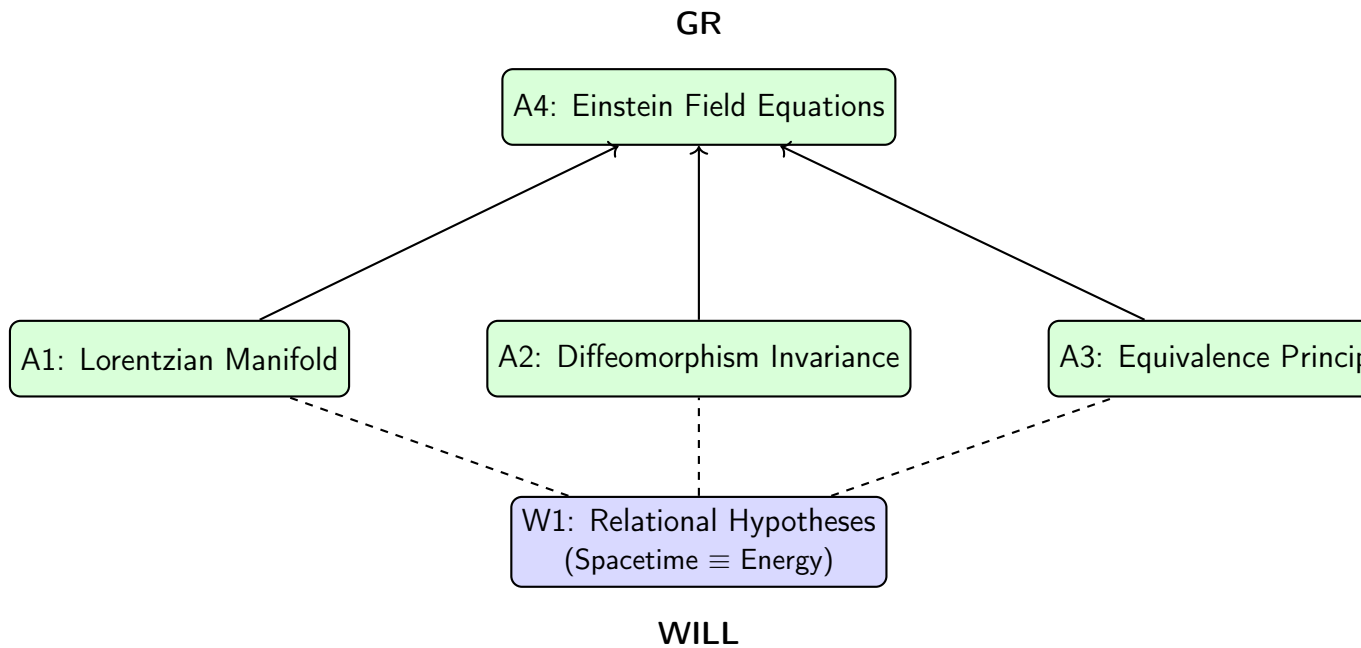 GR
A4: Einstein Field Equations
A1: Lorentzian Manifold
A2: Diffeomorphism Invariance
A3: Equivalence
W1: Relational Hypotheses
(Spacetime ≡ Energy)
WILL